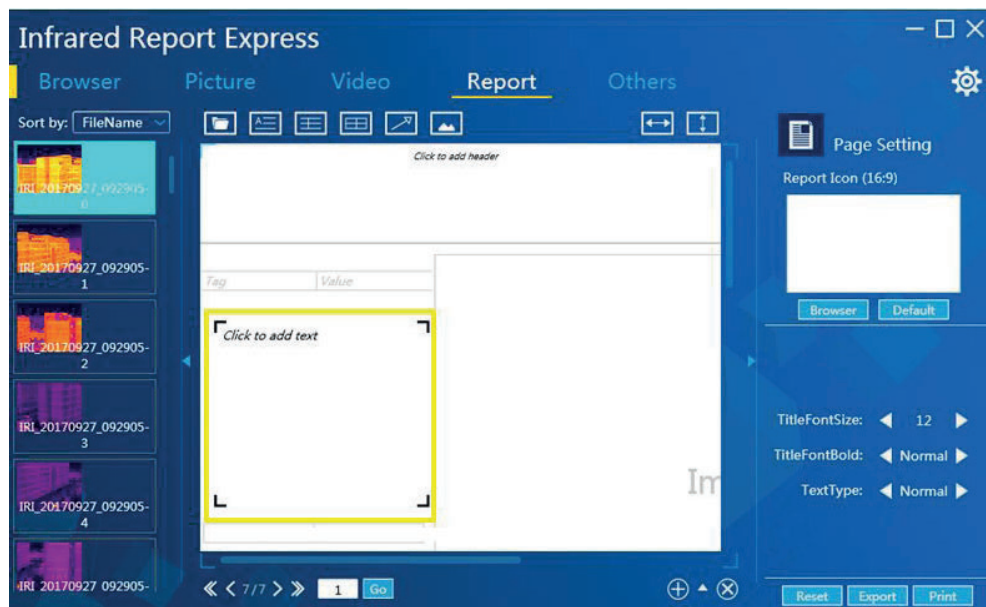 Infrared Report Express
Browser Picture Video Report Others
Sort by: FileName
IRI_20170927_092905-
0
IRI_20170927_092905-
1
IRI_20170927_092905-
2
IRI_20170927_092905-
3
IRI_20170927_092905-
4
IRI_20170927_092905-
Click to add header
Tag Value
Click to add text
Im
7/7 1 Go
Page Setting
Report Icon (16:9)
Browser Default
TitleFontSize: 12
TitleFontBold: Normal
TextType: Normal
Reset Export Print